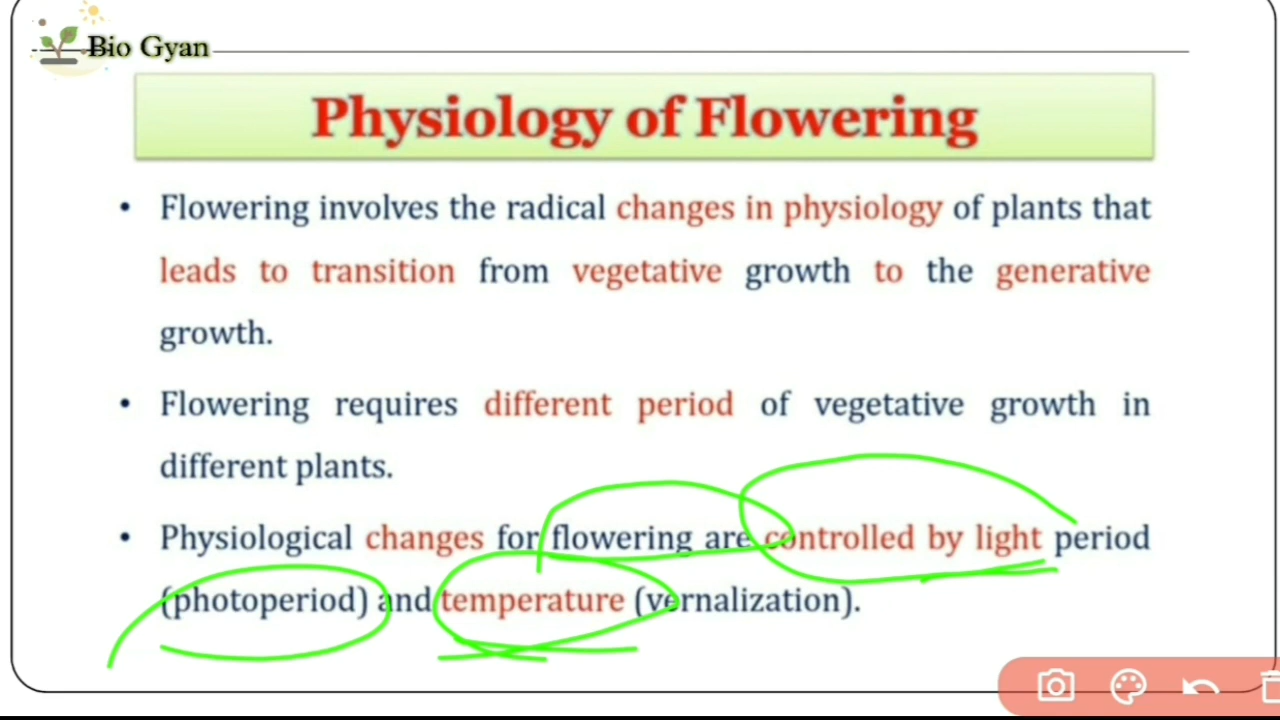 Bio Gyan
Physiology of Flowering
• Flowering involves the radical changes in physiology of plants that
leads to transition from vegetative growth to the generative
growth.
• Flowering requires different period of vegetative growth in
different plants.
• Physiological changes for flowering are controlled by light period
(photoperiod) and temperature (vernalization).